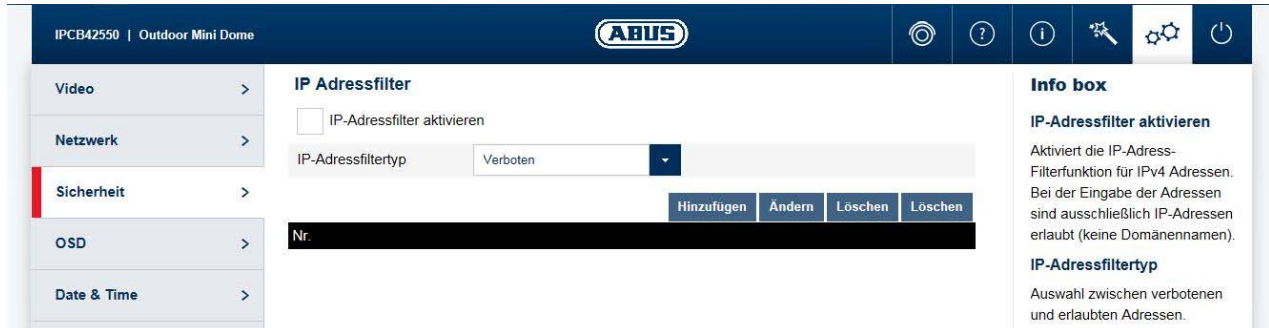 IPCB42550 | Outdoor Mini Dome
ABUS
?
i
Video >
Netzwerk >
Sicherheit >
OSD >
Date & Time >
IP Adressfilter
IP-Adressfilter aktivieren
IP-Adressfiltertyp Verboten
Hinzufügen Ändern Löschen Löschen
Nr.
Info box
IP-Adressfilter aktivieren
Aktiviert die IP-Adress-
Filterfunktion für IPv4 Adressen.
Bei der Eingabe der Adressen
sind ausschließlich IP-Adressen
erlaubt (keine Domänennamen).
IP-Adressfiltertyp
Auswahl zwischen verbotenen
und erlaubten Adressen.